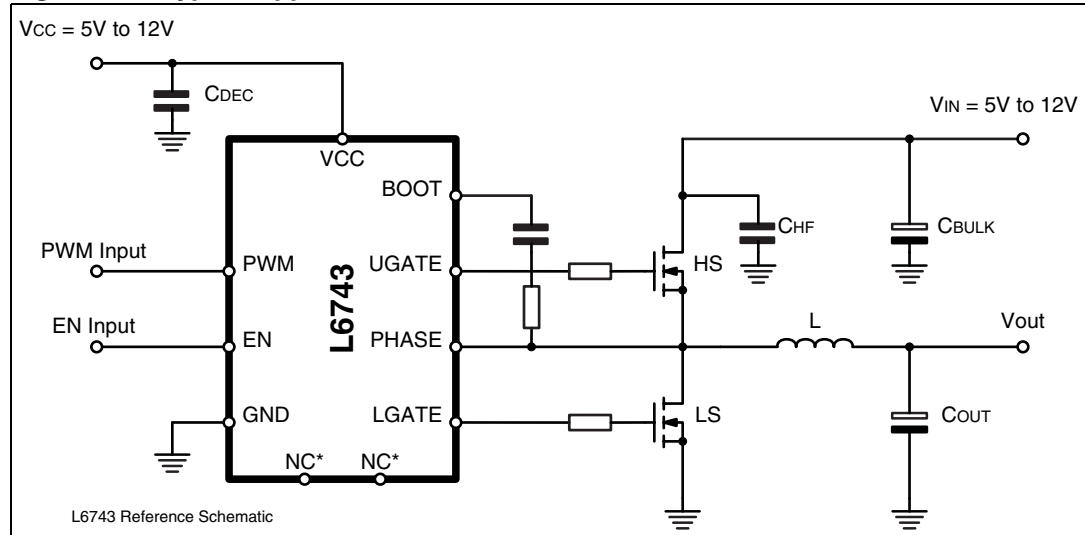 VCC = 5V to 12V
CDEC
VIN = 5V to 12V
VCC
BOOT
CHF
CBULK
PWM Input
PWM
UGATE
HS
L6743
EN Input
EN
PHASE
L
Vout
GND
LGATE
LS
COUT
NC*
NC*
L6743 Reference Schematic